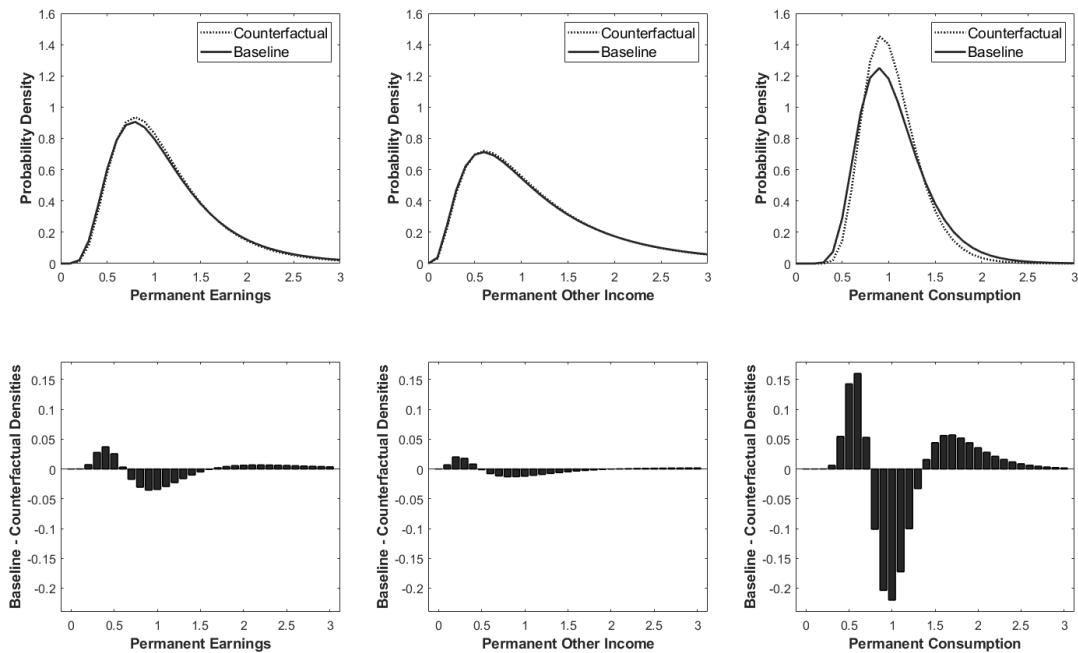 1.6
1.4
1.2
1
0.8
0.6
0.4
0.2
0
Probability Density
Counterfactual
Baseline
0 0.5 1 1.5 2 2.5 3
Permanent Earnings
1.6
1.4
1.2
1
0.8
0.6
0.4
0.2
0
Probability Density
Counterfactual
Baseline
0 0.5 1 1.5 2 2.5 3
Permanent Other Income
1.6
1.4
1.2
1
0.8
0.6
0.4
0.2
0
Probability Density
Counterfactual
Baseline
0 0.5 1 1.5 2 2.5 3
Permanent Consumption
0.15
0.1
0.05
0
-0.05
-0.1
-0.15
-0.2
Baseline - Counterfactual Densities
0 0.5 1 1.5 2 2.5 3
Permanent Earnings
0.15
0.1
0.05
0
-0.05
-0.1
-0.15
-0.2
Baseline - Counterfactual Densities
0 0.5 1 1.5 2 2.5 3
Permanent Other Income
0.15
0.1
0.05
0
-0.05
-0.1
-0.15
-0.2
Baseline - Counterfactual Densities
0 0.5 1 1.5 2 2.5 3
Permanent Consumption